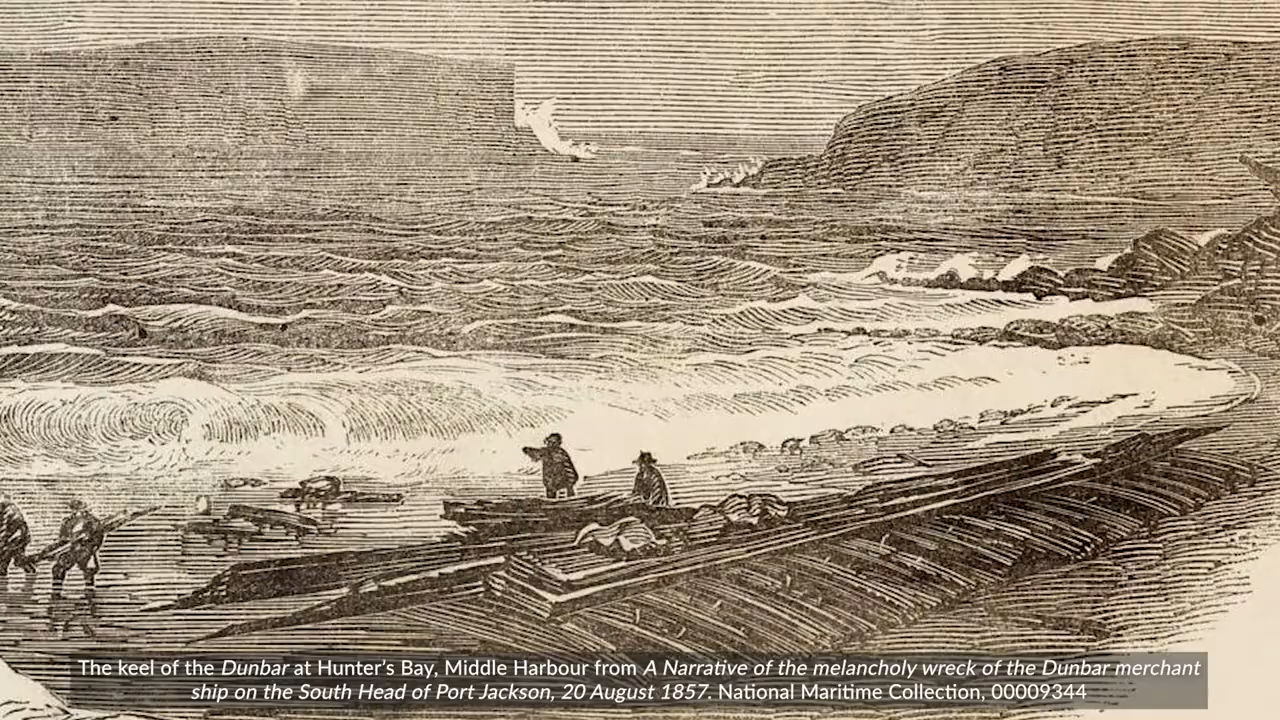 The keel of the Dunbar at Hunter’s Bay, Middle Harbour from A Narrative of the melancholy wreck of the Dunbar merchant
ship on the South Head of Port Jackson, 20 August 1857. National Maritime Collection, 00009344